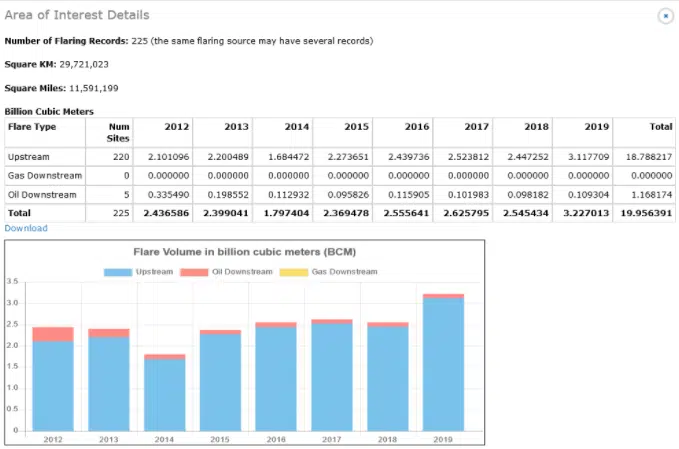 Area of Interest Details
Number of Flaring Records: 225 (the same flaring source may have several records)
Square KM: 29,721,023
Square Miles: 11,591,199
Billion Cubic Meters
Flare Type Num Sites 2012 2013 2014 2015 2016 2017 2018 2019 Total
Upstream 220 2.101096 2.200489 1.684472 2.273651 2.439736 2.523812 2.447252 3.117709 18.788217
Gas Downstream 0 0.000000 0.000000 0.000000 0.000000 0.000000 0.000000 0.000000 0.000000 0.000000
Oil Downstream 5 0.335490 0.198552 0.112932 0.095826 0.115905 0.101983 0.098182 0.109304 1.168174
Total 225 2.436586 2.399041 1.797404 2.369478 2.555641 2.625795 2.545434 3.227013 19.956391
Download
Flare Volume in billion cubic meters (BCM)
Upstream Oil Downstream Gas Downstream
3.5
3.0
2.5
2.0
1.5
1.0
0.5
0
2012 2013 2014 2015 2016 2017 2018 2019